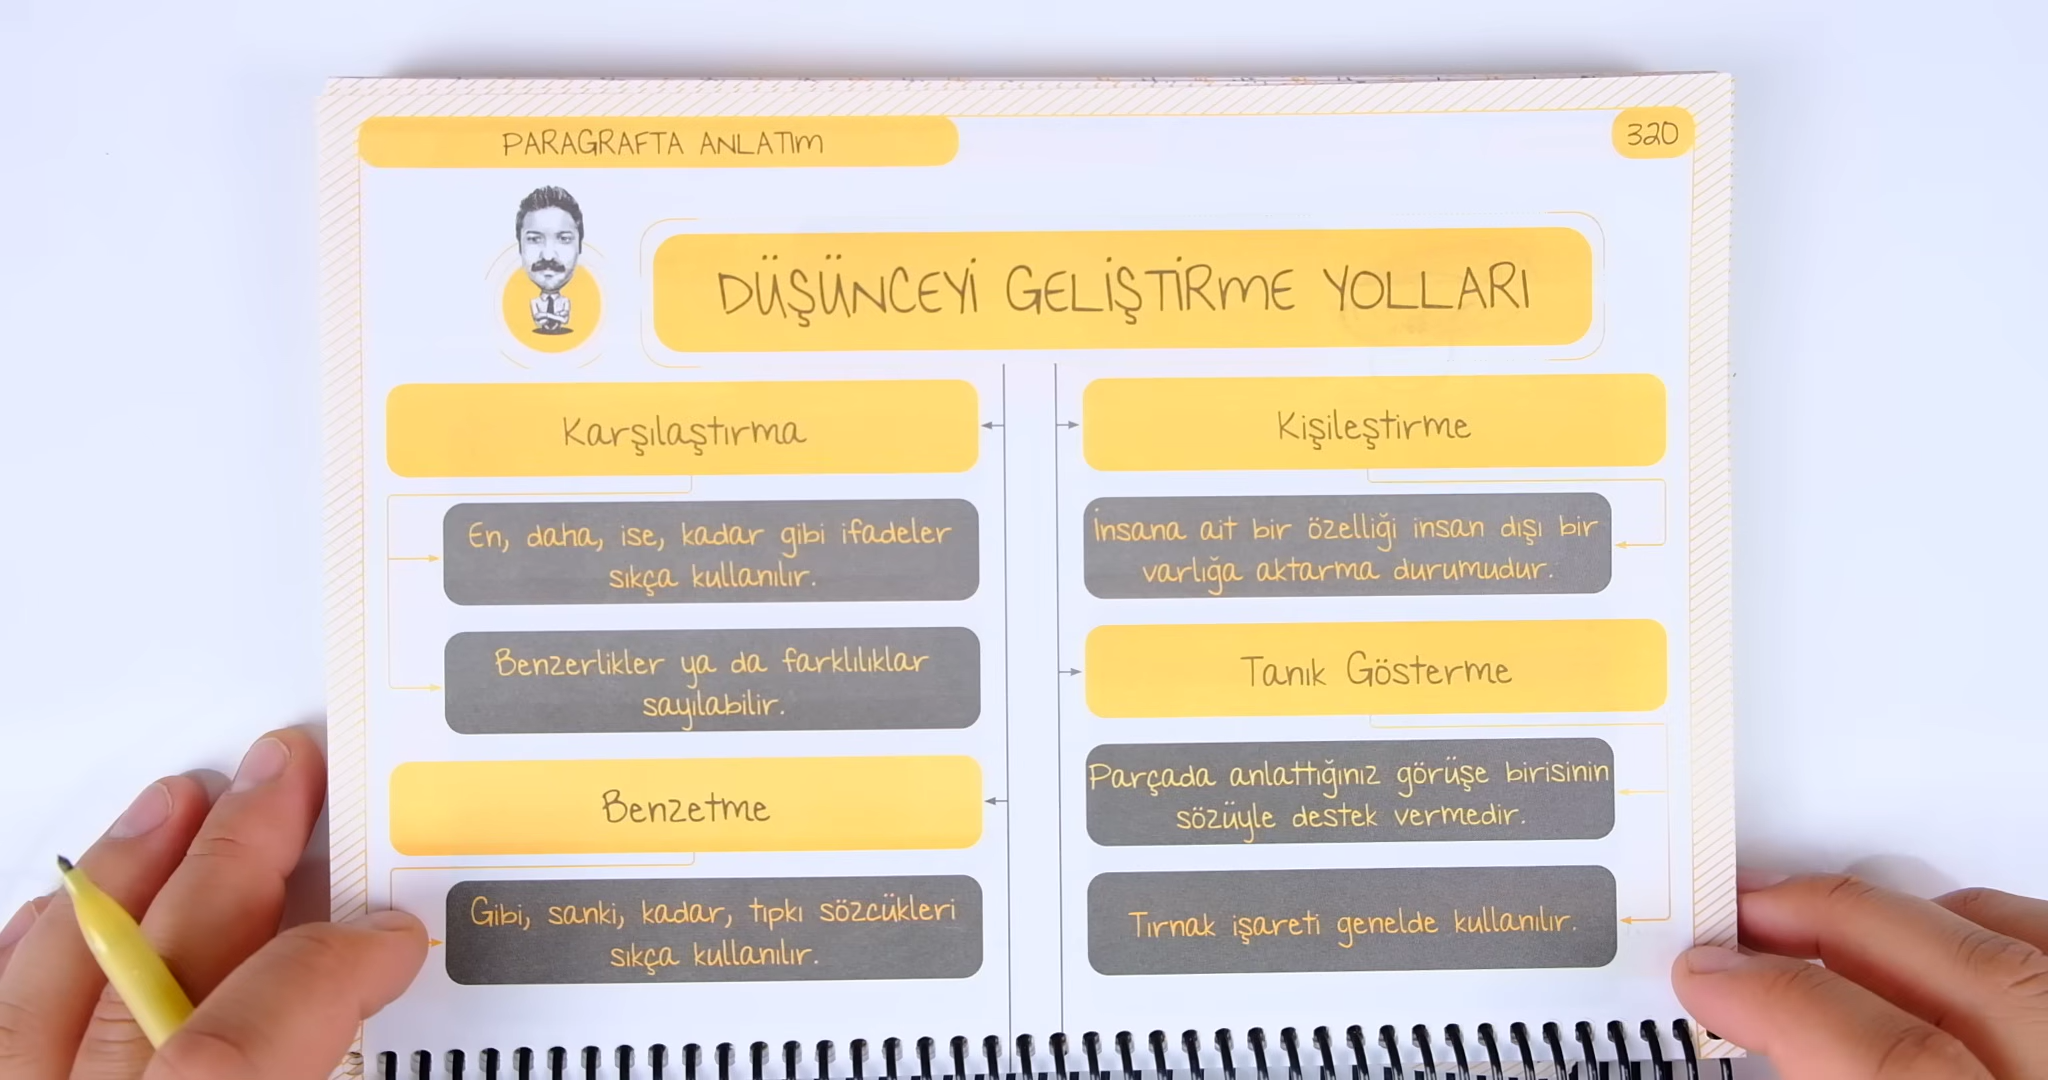 PARAGRAFTA ANLATIM
320
DÜŞÜNCEYİ GELİŞTİRME YOLLARI
Karşılaştırma
En, daha, ise, kadar gibi ifadeler
sıkça kullanılır.
Benzerlikler ya da farklılıklar
sayılabilir.
Benzetme
Gibi, sanki, kadar, tıpkı sözcükleri
sıkça kullanılır.
Kişileştirme
İnsana ait bir özelliği insan dışı bir
varlığa aktarma durumudur.
Tanık Gösterme
Parçada anlattığınız görüşe birisinin
sözüyle destek vermedir.
Tırnak işareti genelde kullanılır.